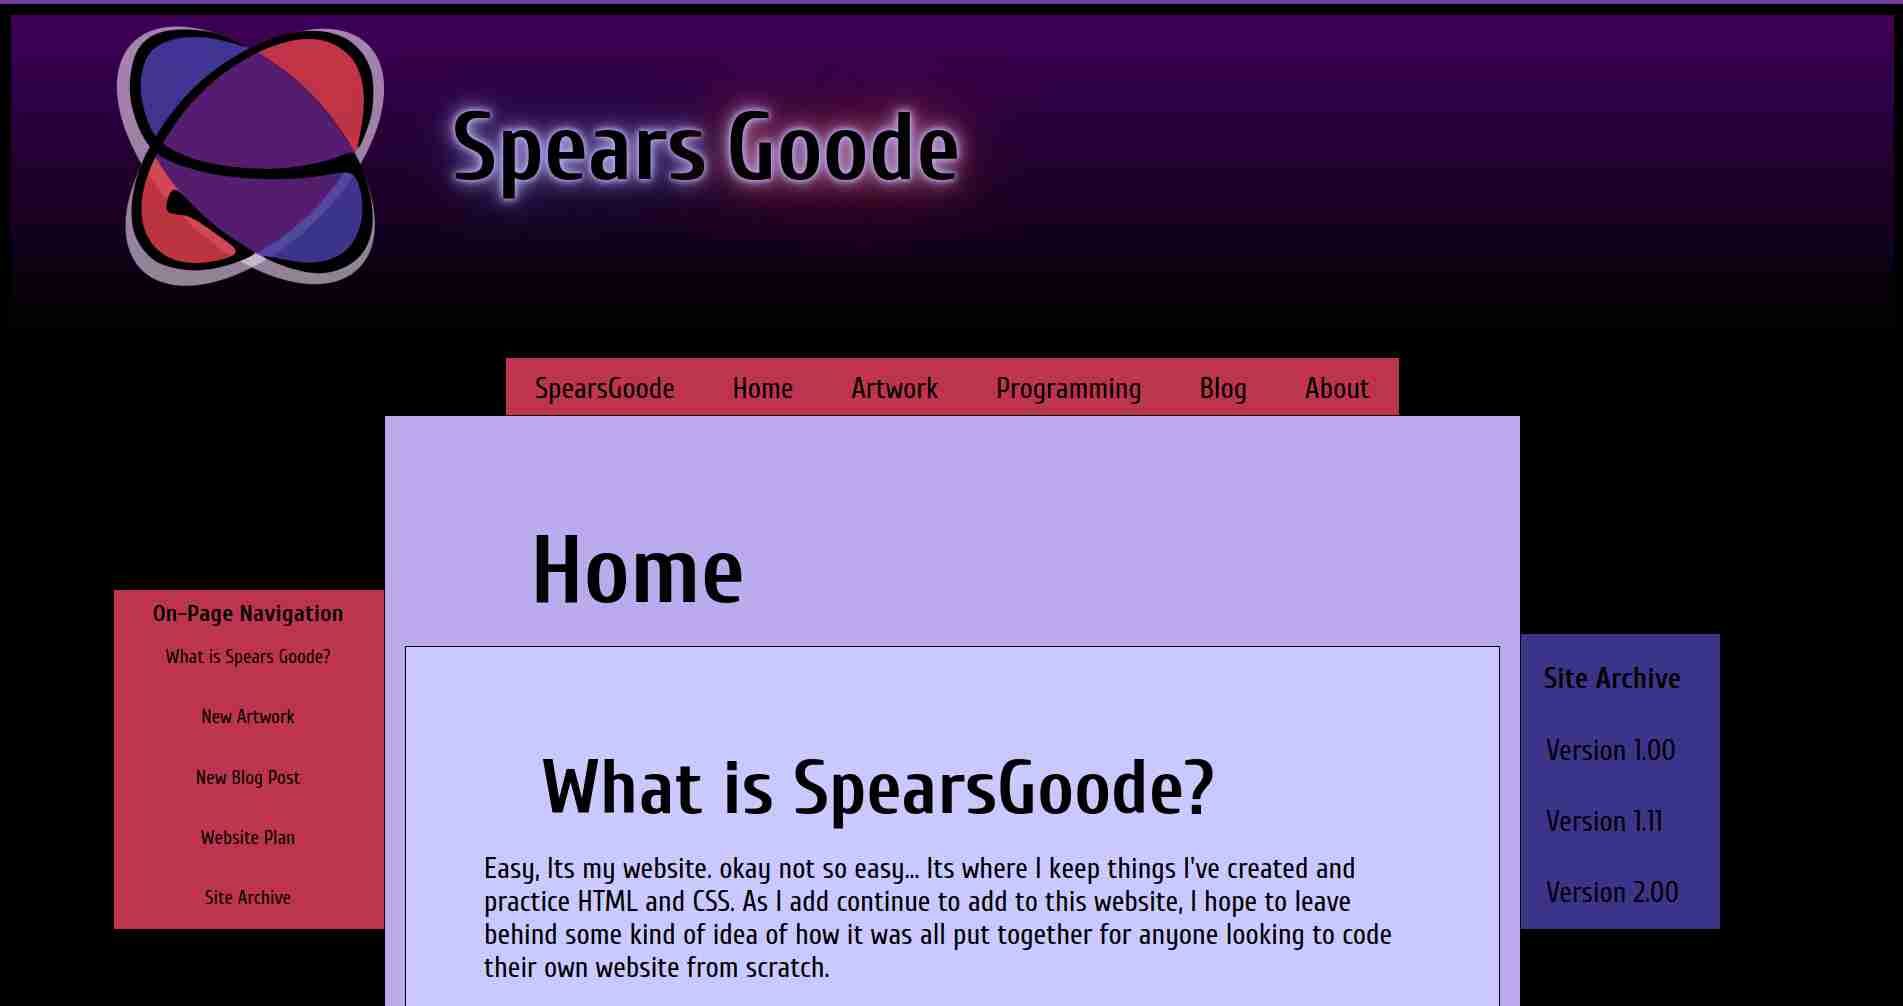 Spears Goode
SpearsGoode Home Artwork Programming Blog About
Home
On-Page Navigation
What is Spears Goode?
New Artwork
New Blog Post
Website Plan
Site Archive
What is SpearsGoode?
Easy, Its my website. okay not so easy... Its where I keep things I've created and
practice HTML and CSS. As I add continue to add to this website, I hope to leave
behind some kind of idea of how it was all put together for anyone looking to code
their own website from scratch.
Site Archive
Version 1.00
Version 1.11
Version 2.00